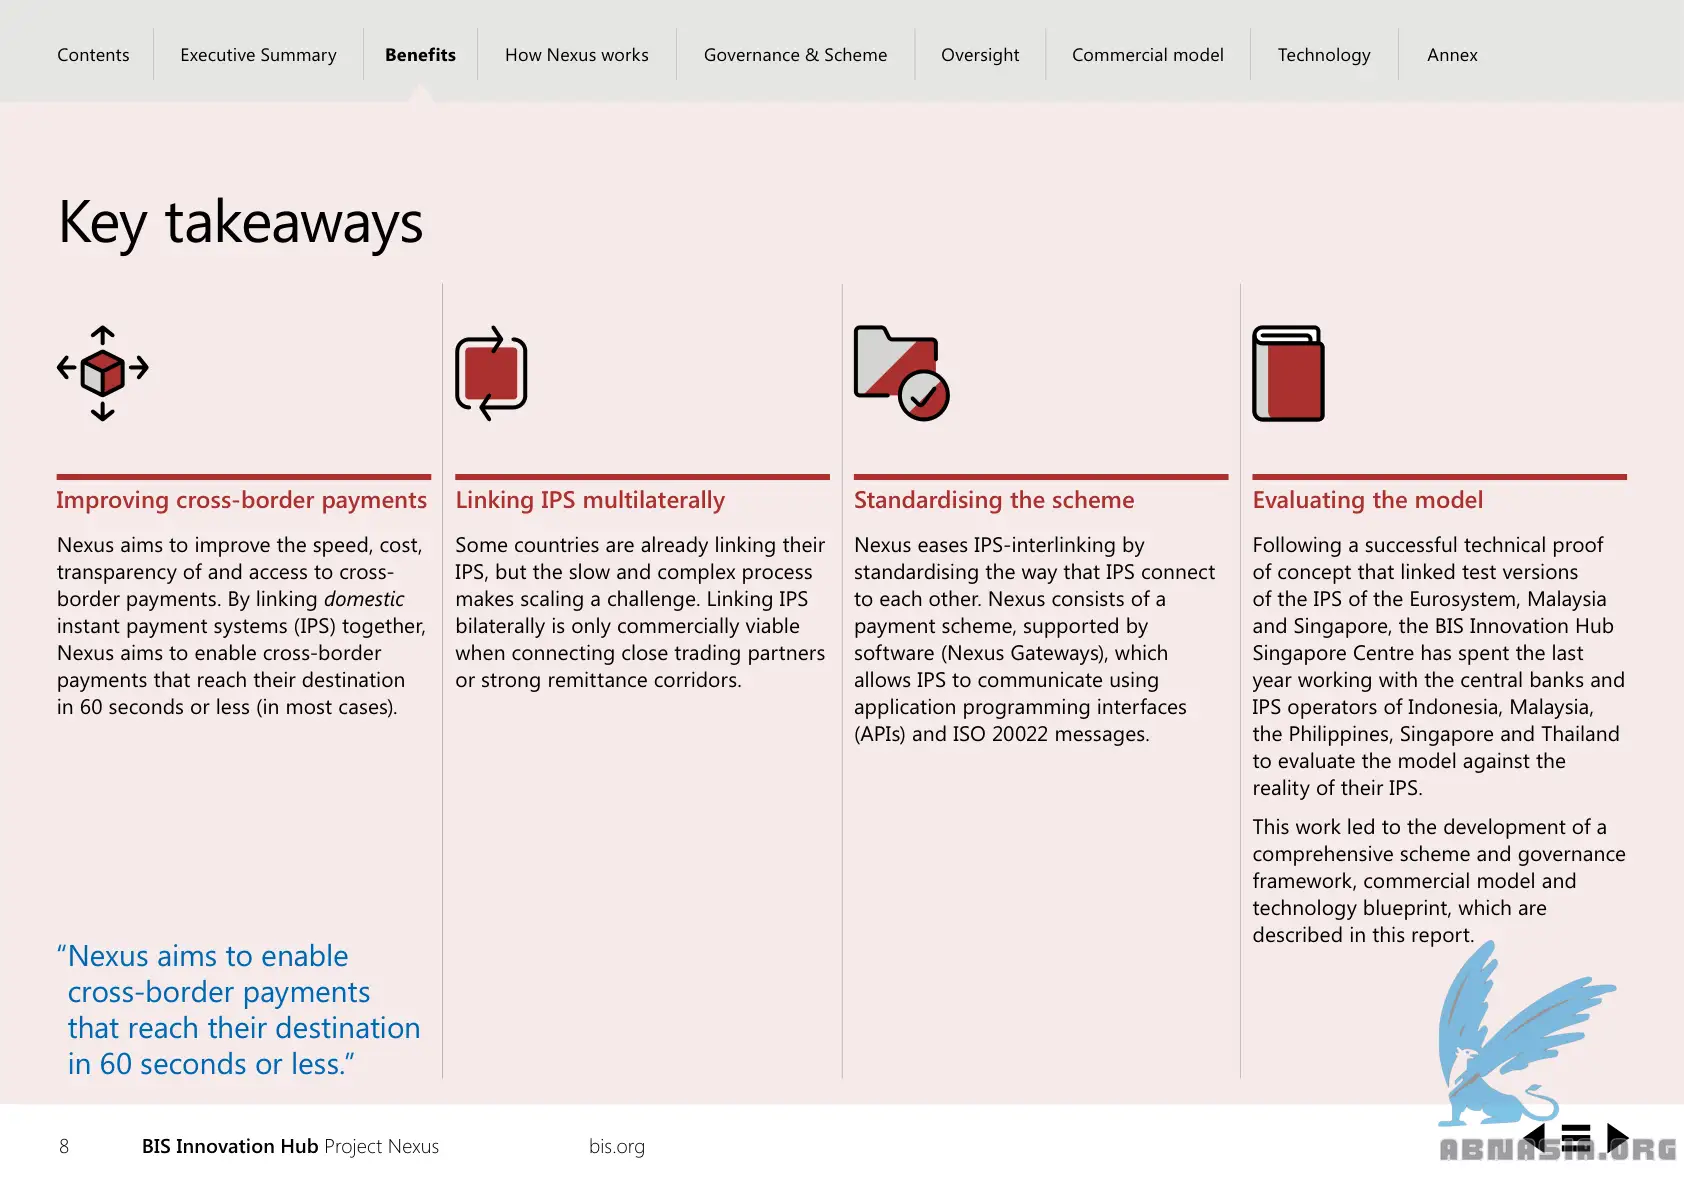 Contents
Executive Summary
Benefits
How Nexus works
Governance & Scheme
Oversight
Commercial model
Technology
Annex
Key takeaways
Improving cross-border payments
Nexus aims to improve the speed, cost,
transparency of and access to cross-
border payments. By linking domestic
instant payment systems (IPS) together,
Nexus aims to enable cross-border
payments that reach their destination
in 60 seconds or less (in most cases).
“Nexus aims to enable
cross-border payments
that reach their destination
in 60 seconds or less.”
Linking IPS multilaterally
Some countries are already linking their
IPS, but the slow and complex process
makes scaling a challenge. Linking IPS
bilaterally is only commercially viable
when connecting close trading partners
or strong remittance corridors.
Standardising the scheme
Nexus eases IPS-interlinking by
standardising the way that IPS connect
to each other. Nexus consists of a
payment scheme, supported by
software (Nexus Gateways), which
allows IPS to communicate using
application programming interfaces
(APIs) and ISO 20022 messages.
Evaluating the model
Following a successful technical proof
of concept that linked test versions
of the IPS of the Eurosystem, Malaysia
and Singapore, the BIS Innovation Hub
Singapore Centre has spent the last
year working with the central banks and
IPS operators of Indonesia, Malaysia,
the Philippines, Singapore and Thailand
to evaluate the model against the
reality of their IPS.
This work led to the development of a
comprehensive scheme and governance
framework, commercial model and
technology blueprint, which are
described in this report.
8
BIS Innovation Hub Project Nexus
bis.org
ABNASIA.ORG